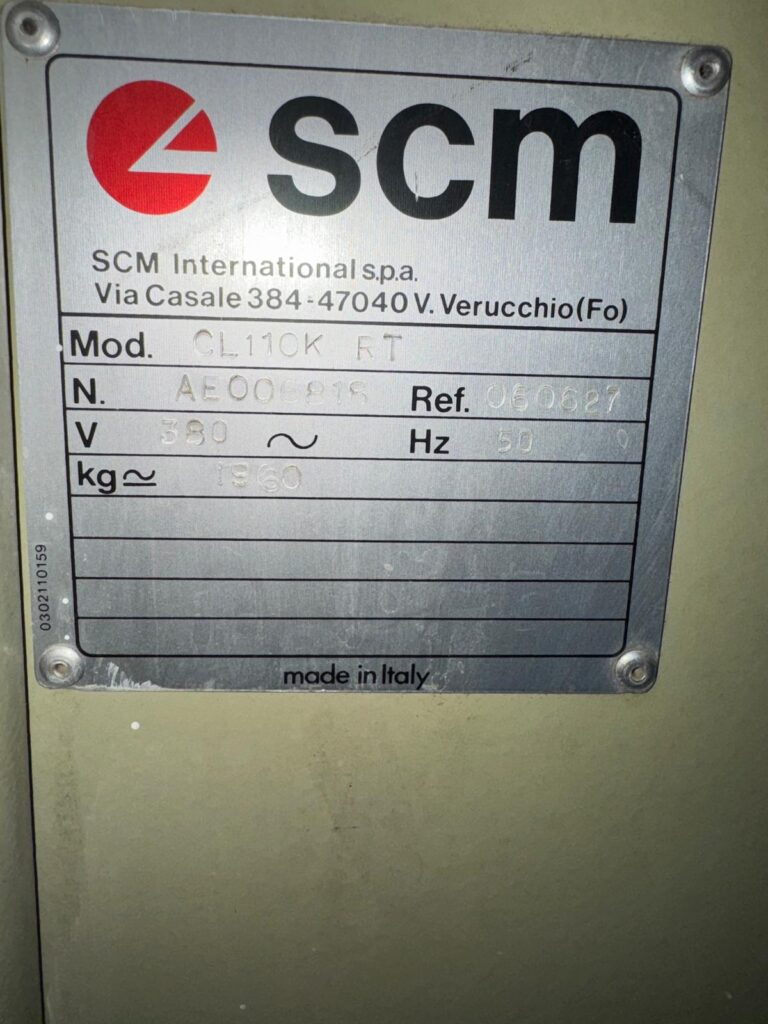 scm
SCM International s.p.a.
Via Casale 384-47040 V. Verucchio (Fo)
Mod. CL110K RT
N. Ref. 060627
V 380 ~ Hz 50
kg ≃ 1960
0302110159
made in Italy